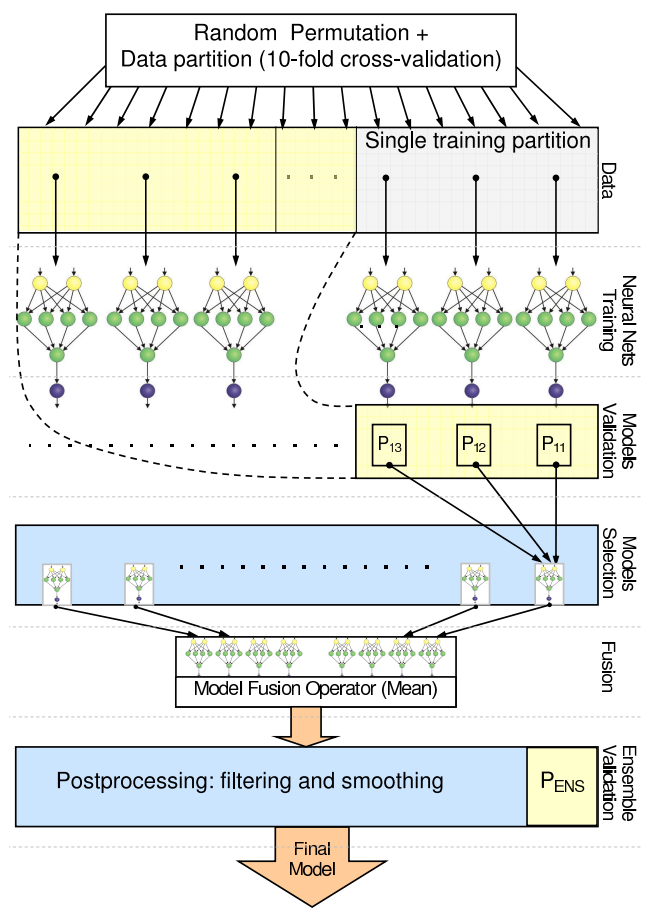 Random Permutation +
Data partition (10-fold cross-validation)
Single training partition
Data
Neural Nets
Training
P13
P12
P11
Models
Validation
Models
Selection
Fusion
Model Fusion Operator (Mean)
Postprocessing: filtering and smoothing
PENS
Ensemble
Validation
Final
Model